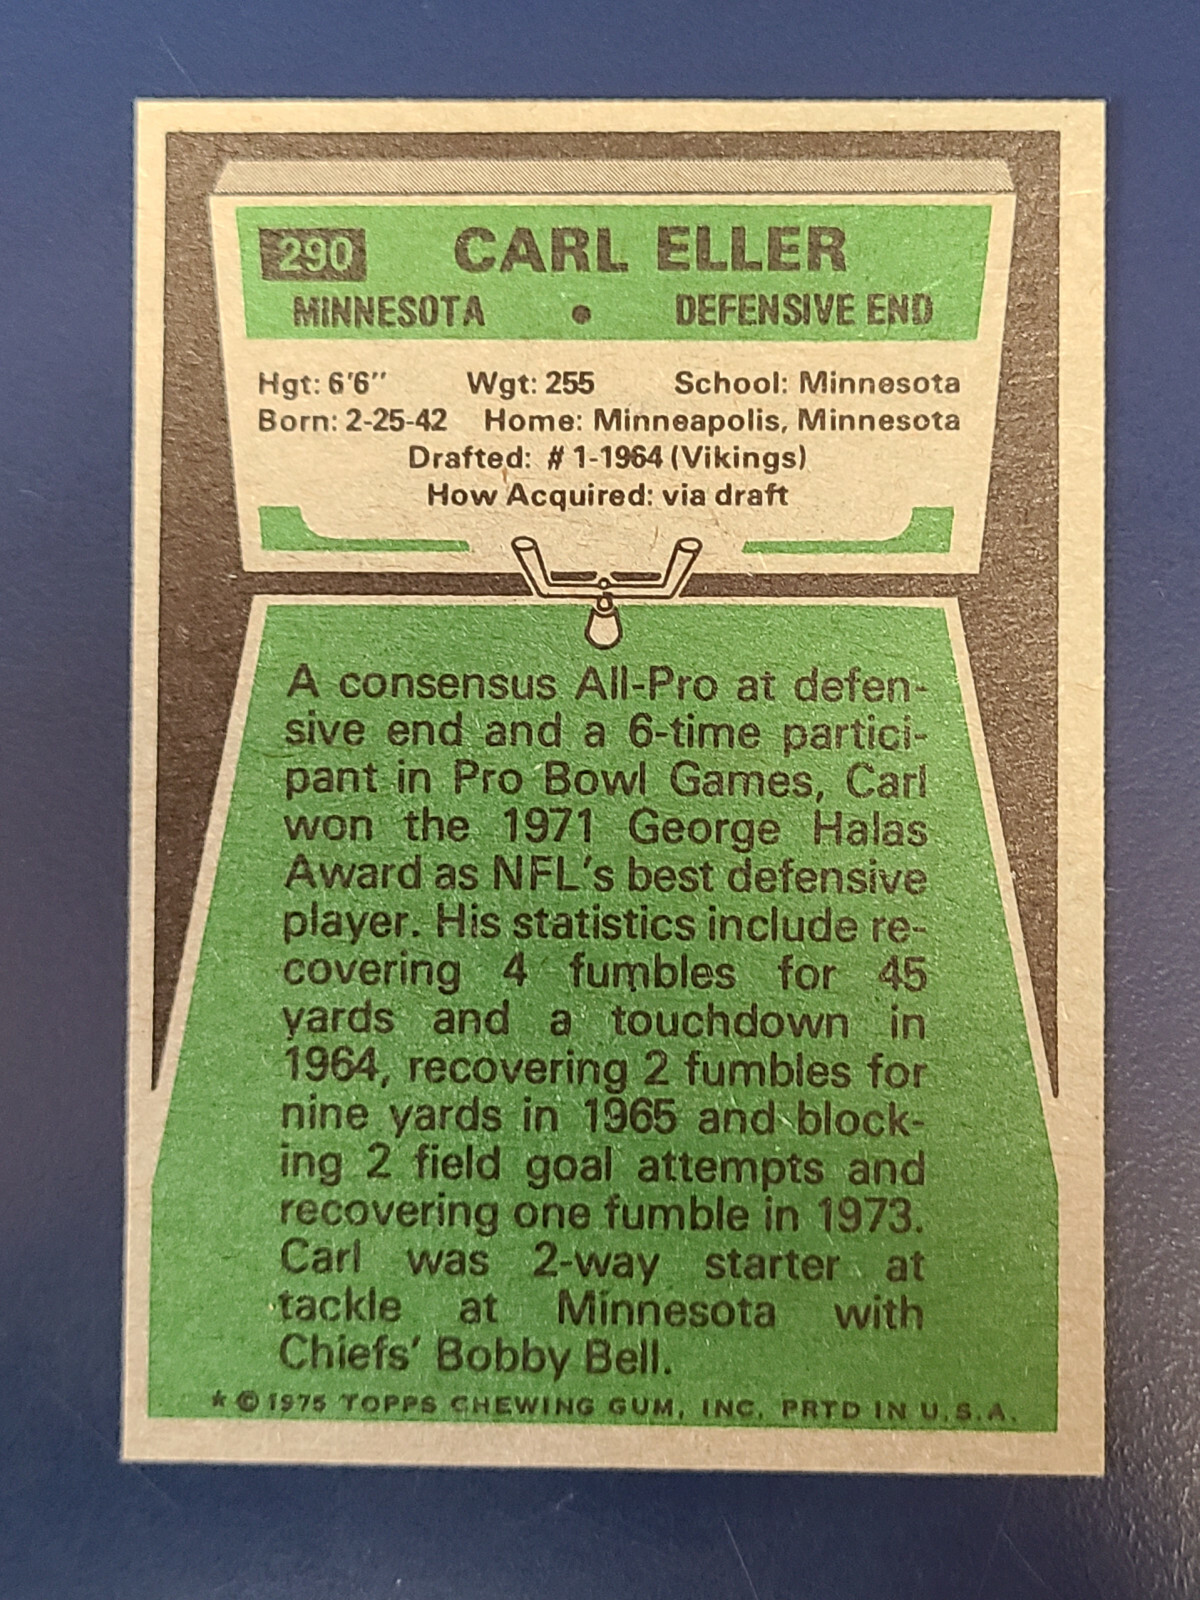 290 CARL ELLER
MINNESOTA • DEFENSIVE END
Hgt: 6'6" Wgt: 255 School: Minnesota
Born: 2-25-42 Home: Minneapolis, Minnesota
Drafted: # 1-1964 (Vikings)
How Acquired: via draft
A consensus All-Pro at defen-
sive end and a 6-time partici-
pant in Pro Bowl Games, Carl
won the 1971 George Halas
Award as NFL's best defensive
player. His statistics include re-
covering 4 fumbles for 45
yards and a touchdown in
1964, recovering 2 fumbles for
nine yards in 1965 and block-
ing 2 field goal attempts and
recovering one fumble in 1973.
Carl was 2-way starter at
tackle at Minnesota with
Chiefs' Bobby Bell.
* © 1975 TOPPS CHEWING GUM, INC. PRTD IN U.S.A.